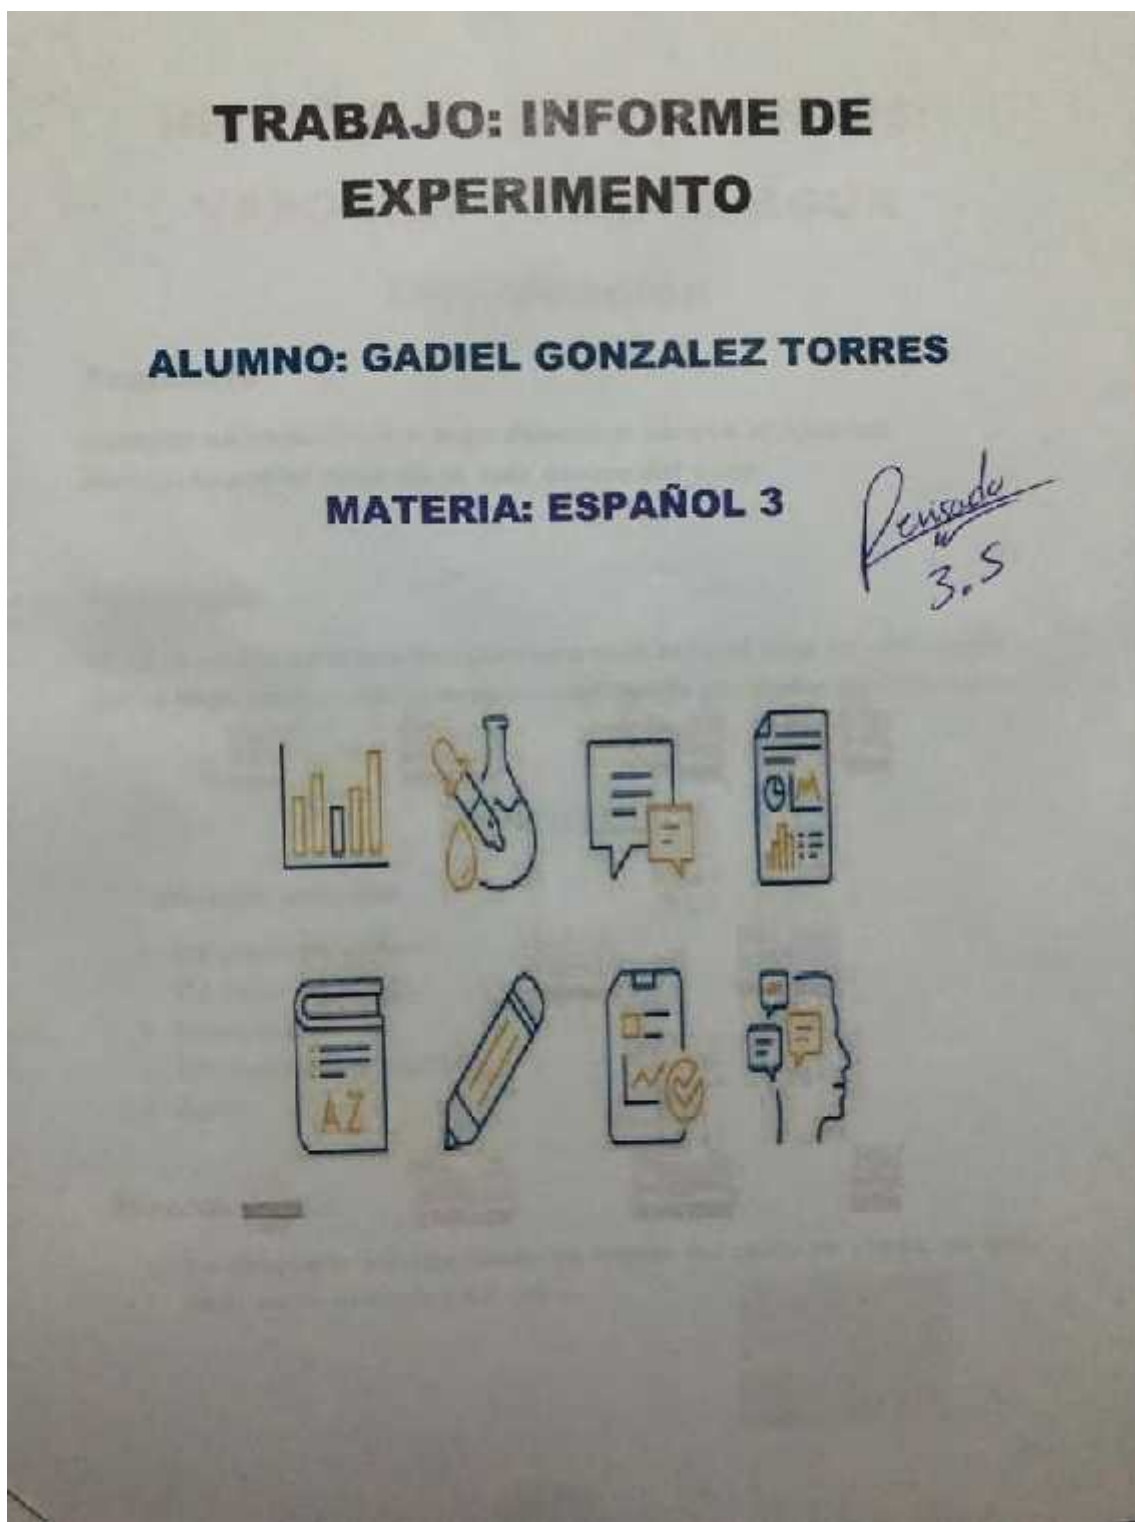 TRABAJO: INFORME DE
EXPERIMENTO
ALUMNO: GADIEL GONZALEZ TORRES
MATERIA: ESPAÑOL 3
Revisado
3.5
AZ